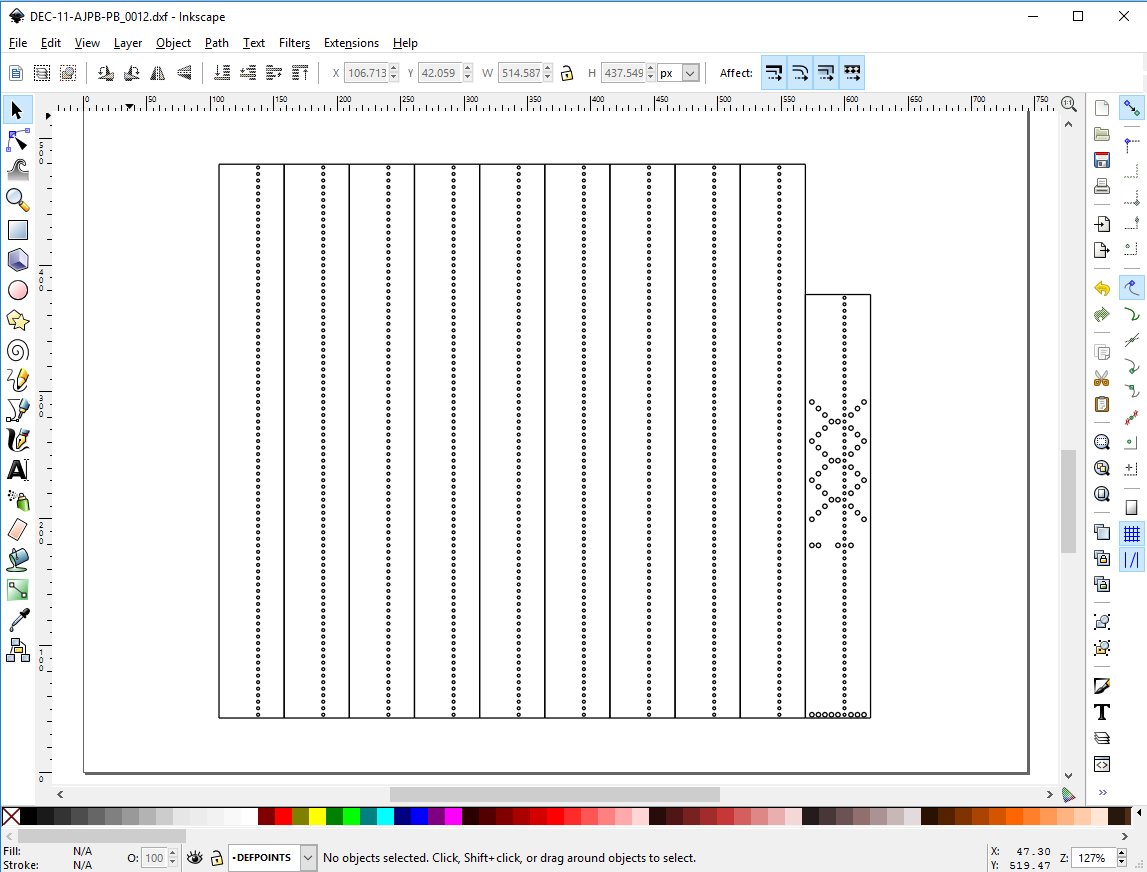 DEC-11-AJPB-PB_0012.dxf - Inkscape
File Edit View Layer Object Path Text Filters Extensions Help
X 106.713 Y 42.059 W 514.587 H 437.549 px Affect:
0 50 100 150 200 250 300 350 400 450 500 550 600 650 700 750
1:1
500
400
300
200
100
0
Fill: N/A
Stroke: N/A
O: 100
•DEFPOINTS
No objects selected. Click, Shift+click, or drag around objects to select.
X: 47.30
Y: 519.47
Z: 127%